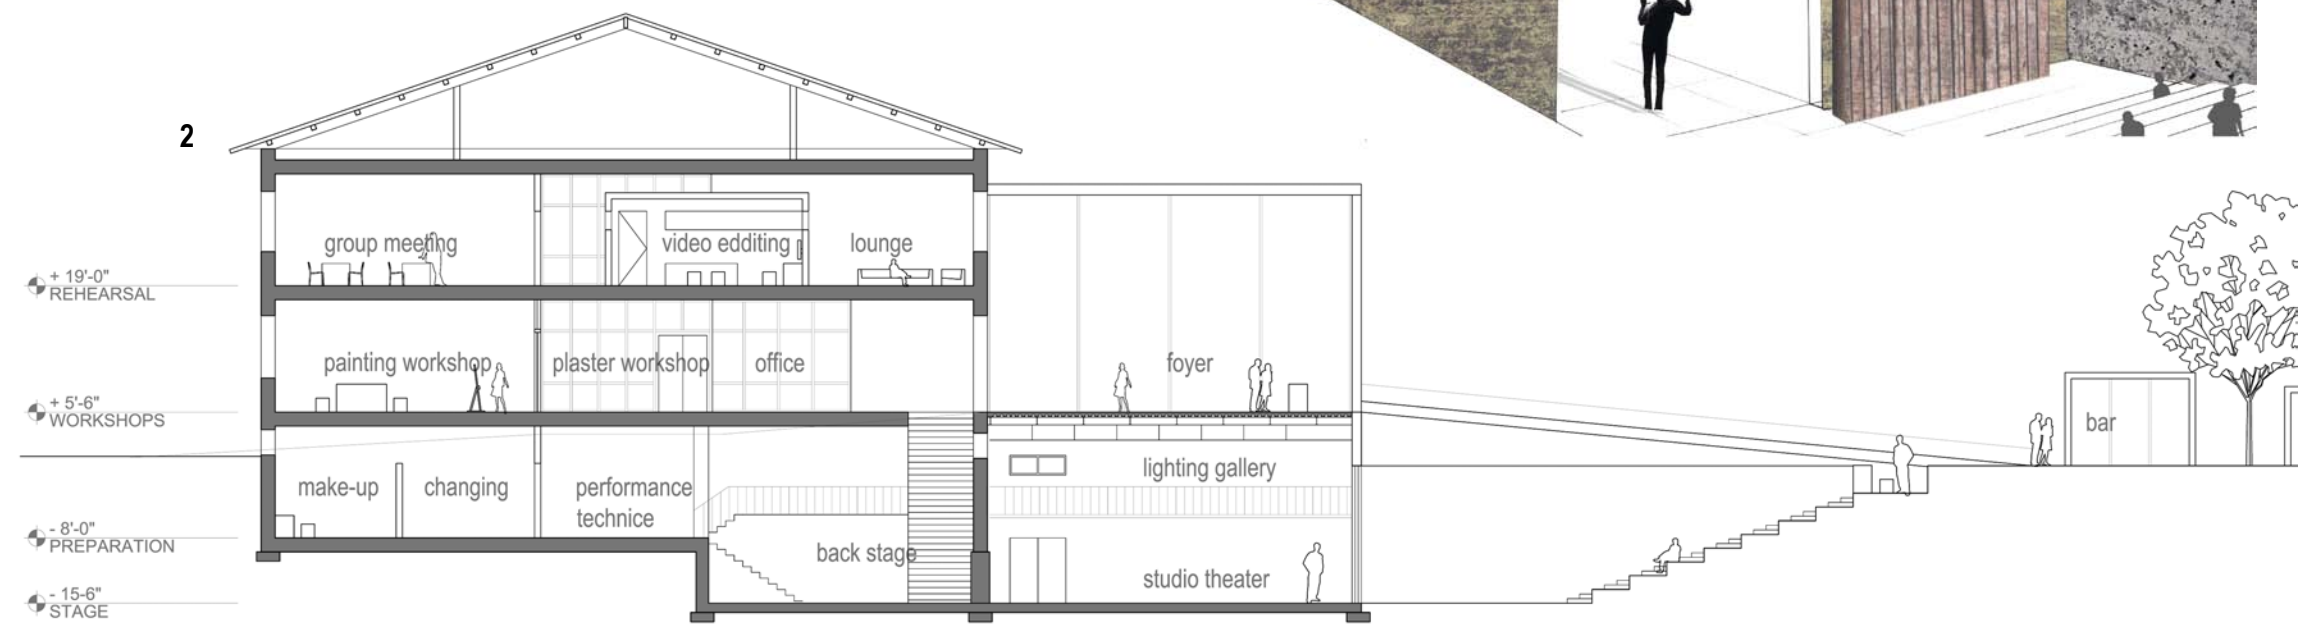 2
group meeting
video edditing
lounge
+ 19'-0"
REHEARSAL
painting workshop
plaster workshop
office
foyer
+ 5'-6"
WORKSHOPS
bar
lighting gallery
make-up
changing
performance
technice
- 8'-0"
PREPARATION
back stage
studio theater
- 15-6"
STAGE